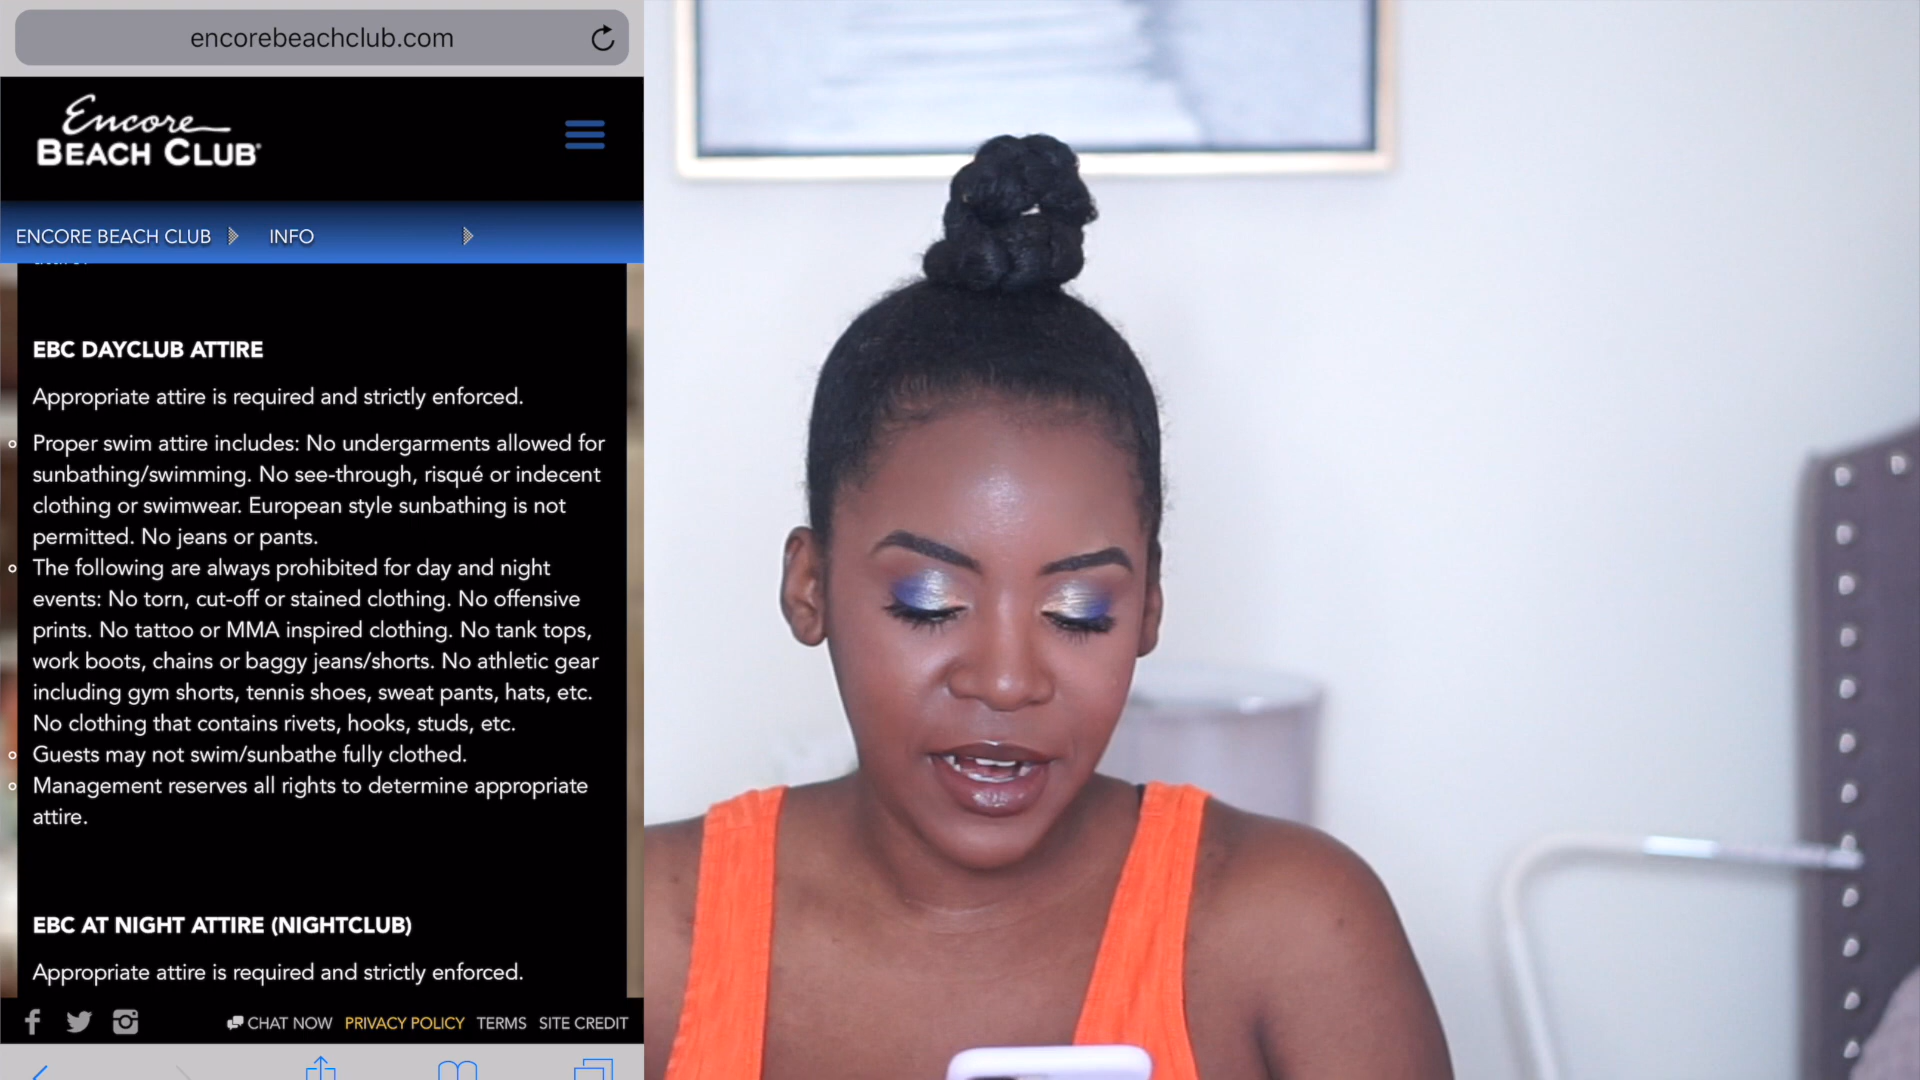 encorebeachclub.com
Encore
BEACH CLUB®
ENCORE BEACH CLUB
INFO
EBC DAYCLUB ATTIRE
Appropriate attire is required and strictly enforced.
Proper swim attire includes: No undergarments allowed for
sunbathing/swimming. No see-through, risqué or indecent
clothing or swimwear. European style sunbathing is not
permitted. No jeans or pants.
The following are always prohibited for day and night
events: No torn, cut-off or stained clothing. No offensive
prints. No tattoo or MMA inspired clothing. No tank tops,
work boots, chains or baggy jeans/shorts. No athletic gear
including gym shorts, tennis shoes, sweat pants, hats, etc.
No clothing that contains rivets, hooks, studs, etc.
Guests may not swim/sunbathe fully clothed.
Management reserves all rights to determine appropriate
attire.
EBC AT NIGHT ATTIRE (NIGHTCLUB)
Appropriate attire is required and strictly enforced.
CHAT NOW PRIVACY POLICY TERMS SITE CREDIT